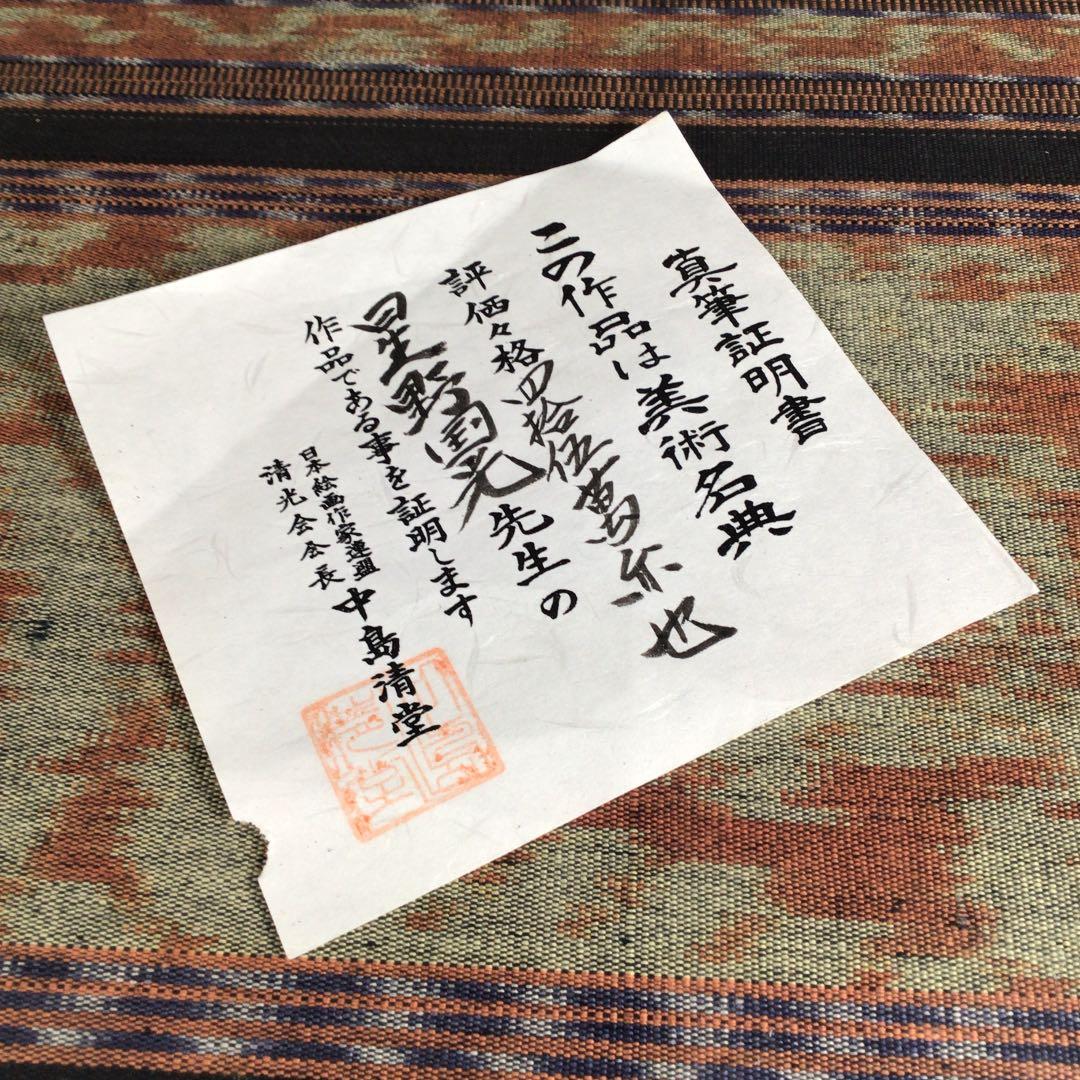 真筆証明書
この作品は美術名典
評価々格四拾伍萬円也
星野国光先生の
作品である事を証明します
日本絵画作家連盟
清光会会長
中島清堂